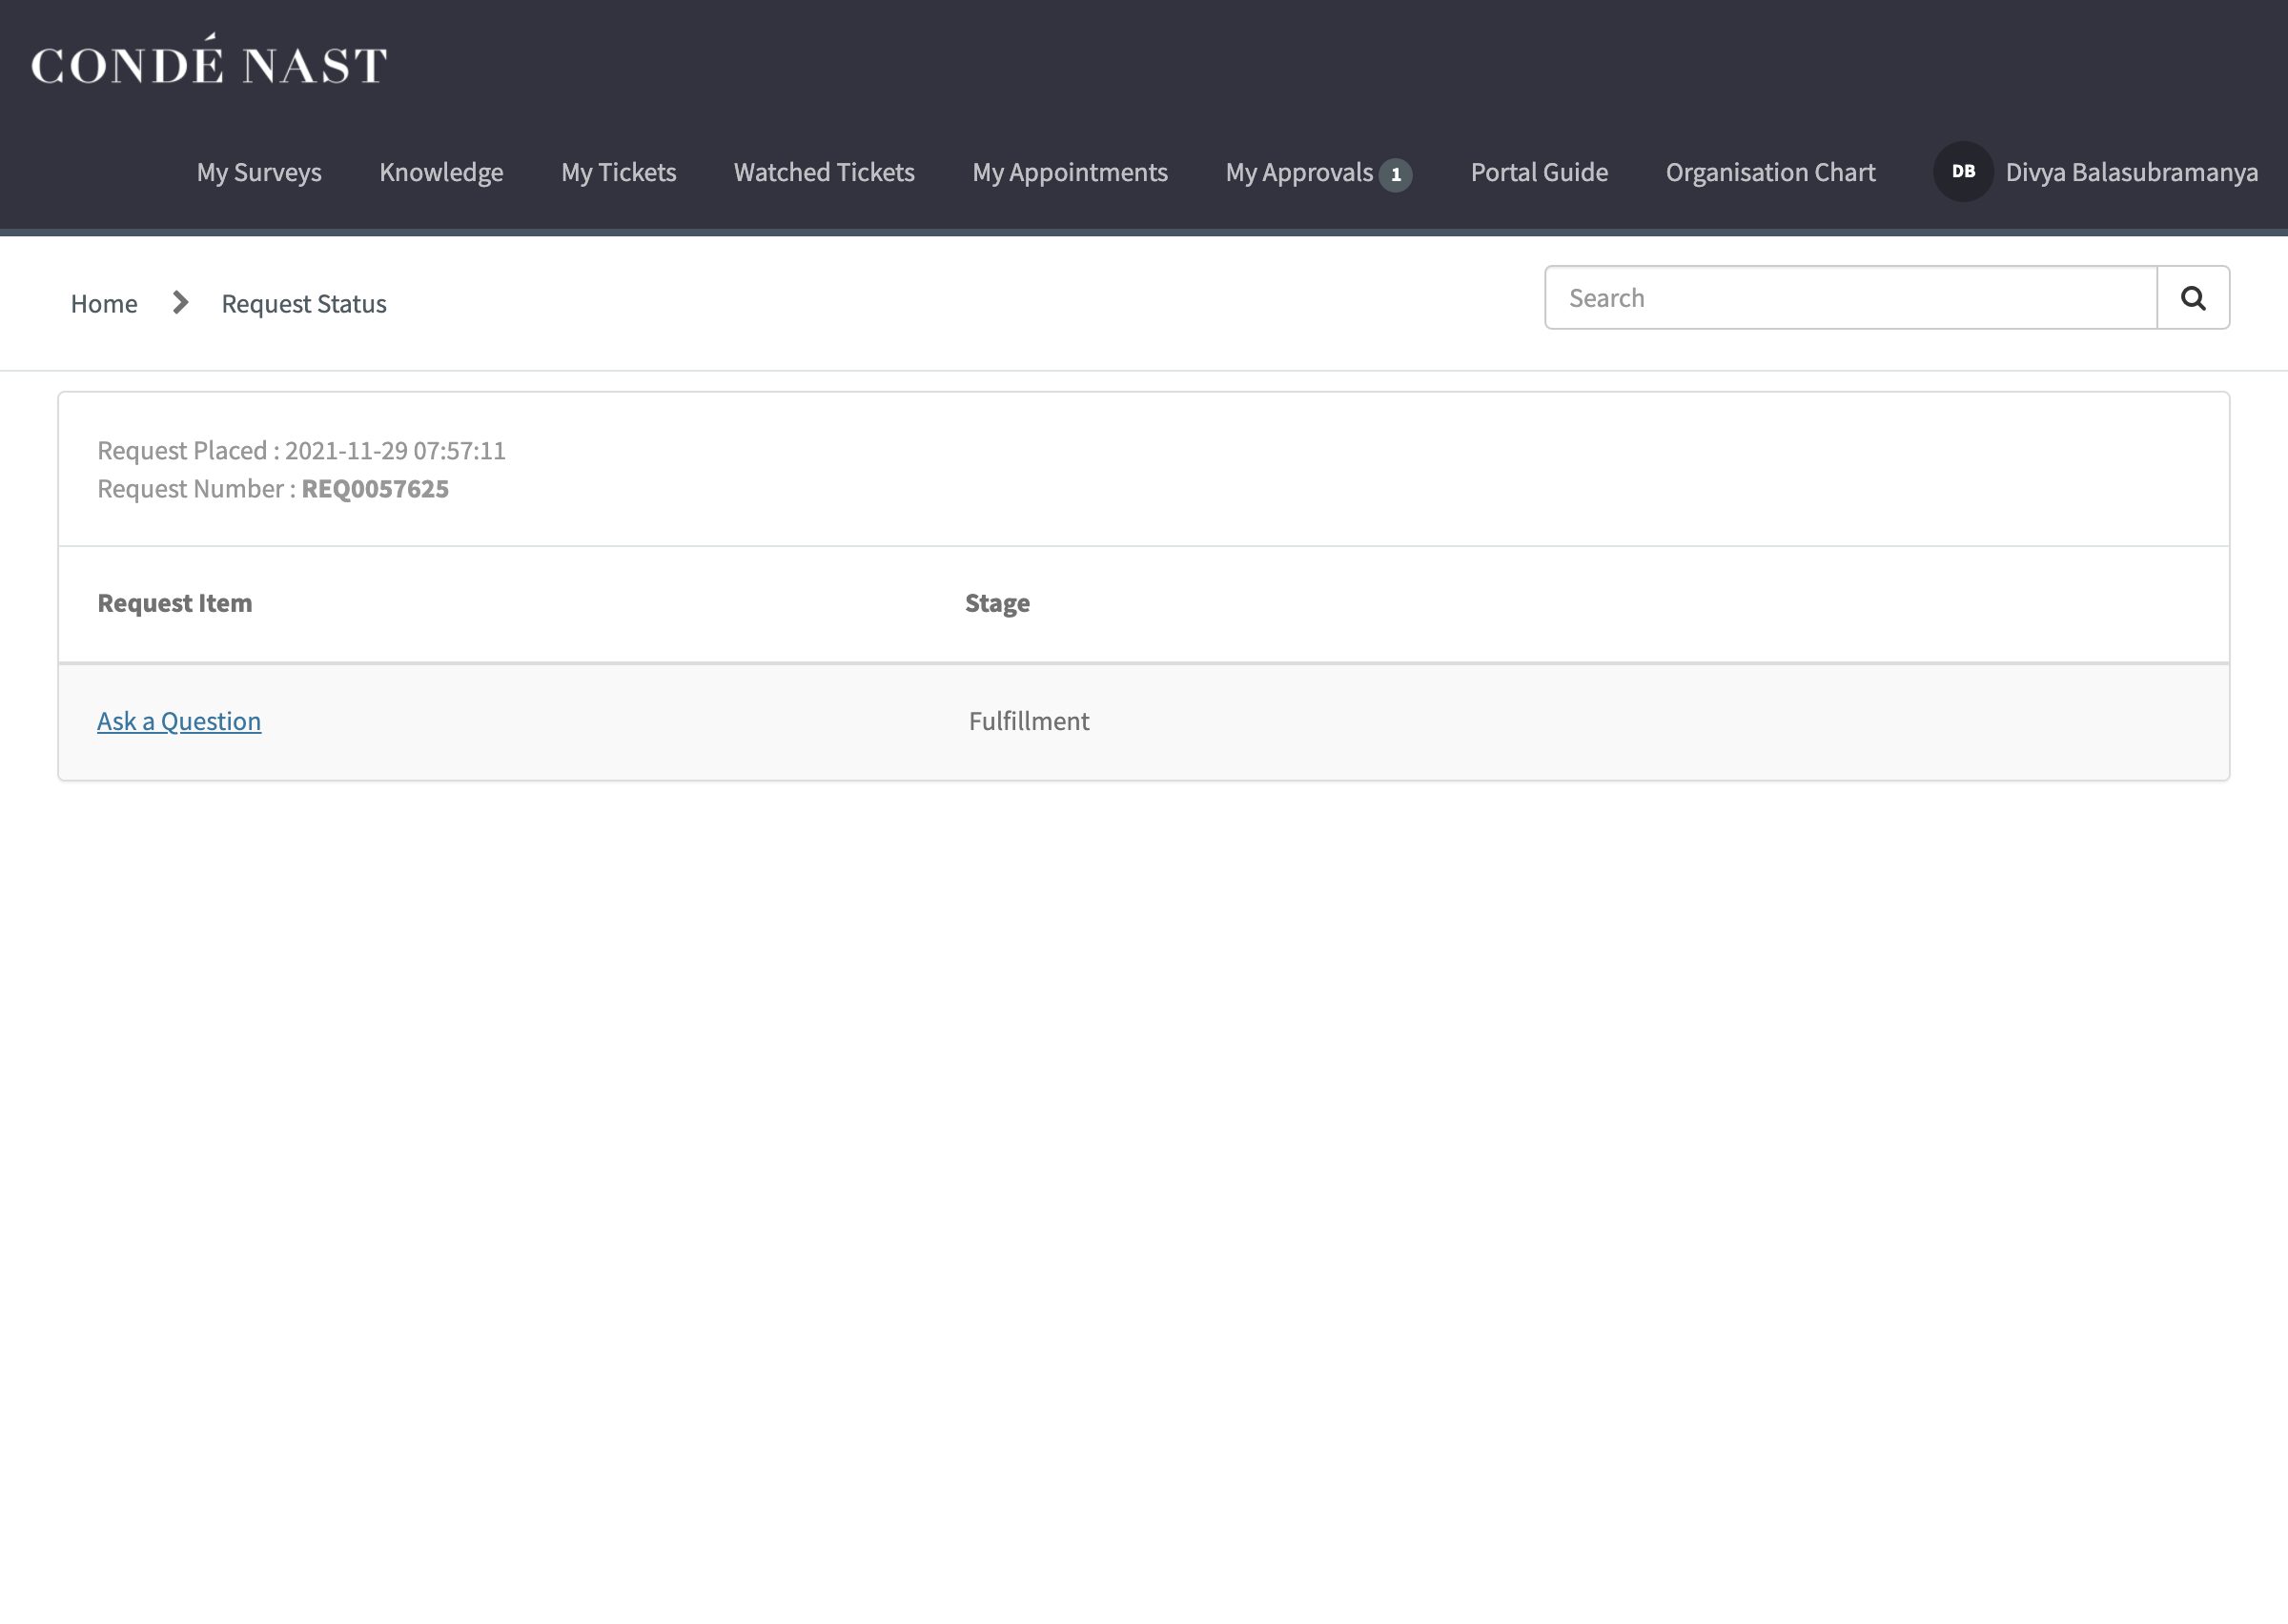 CONDÉ NAST
My Surveys Knowledge My Tickets Watched Tickets My Appointments My Approvals 1 Portal Guide Organisation Chart DB Divya Balasubramanya
Home Request Status
Search
Request Placed : 2021-11-29 07:57:11
Request Number : REQ0057625
Request Item Stage
Ask a Question Fulfillment